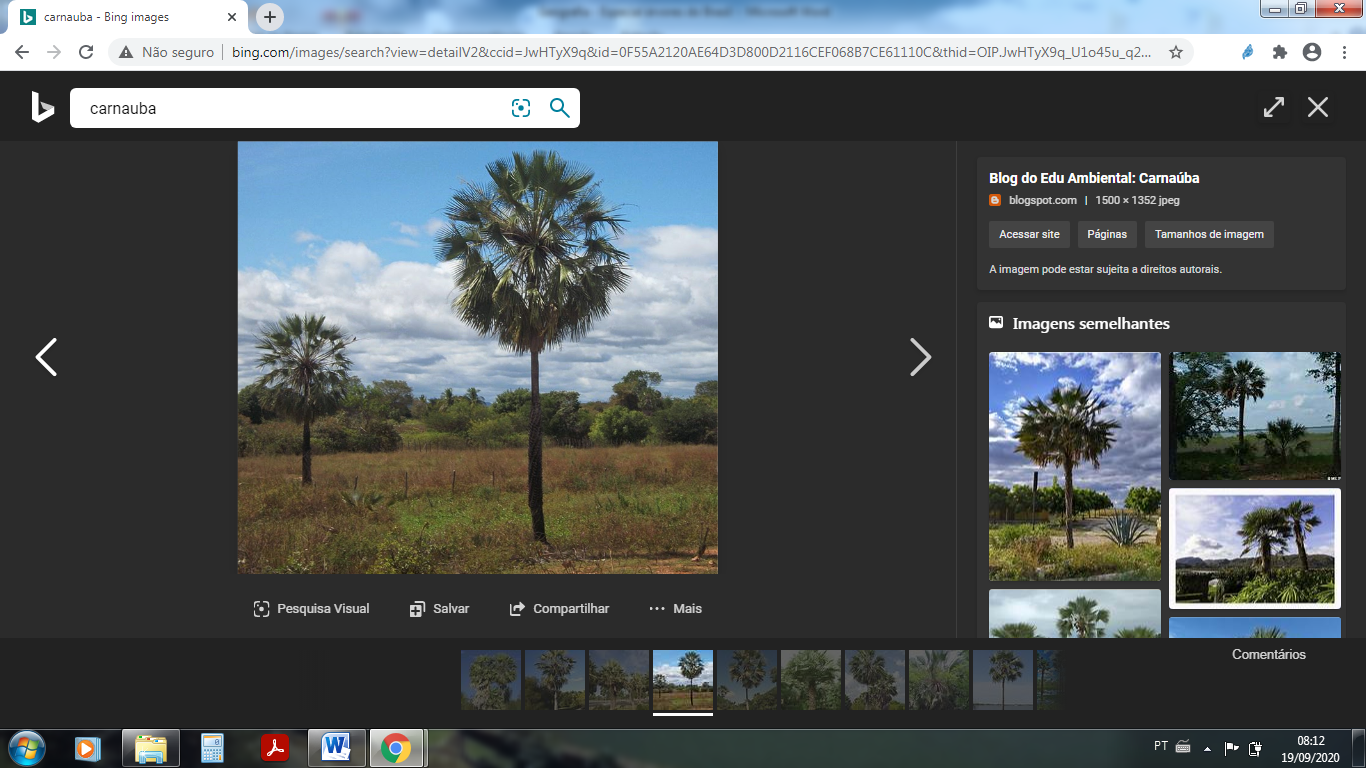 carnauba - Bing images
Não seguro
bing.com/images/search?view=detailV2&ccid=JwHTyX9q&id=0F55A2120AE64D3D800D2116CEF068B7CE61110C&thid=OIP.JwHTyX9q_U1o45u_q2...
carnauba
Blog do Edu Ambiental: Carnaúba
blogspot.com | 1500 × 1352 jpeg
Acessar site Páginas Tamanhos de imagem
A imagem pode estar sujeita a direitos autorais.
Imagens semelhantes
Pesquisa Visual Salvar Compartilhar Mais
Comentários
PT
08:12
19/09/2020